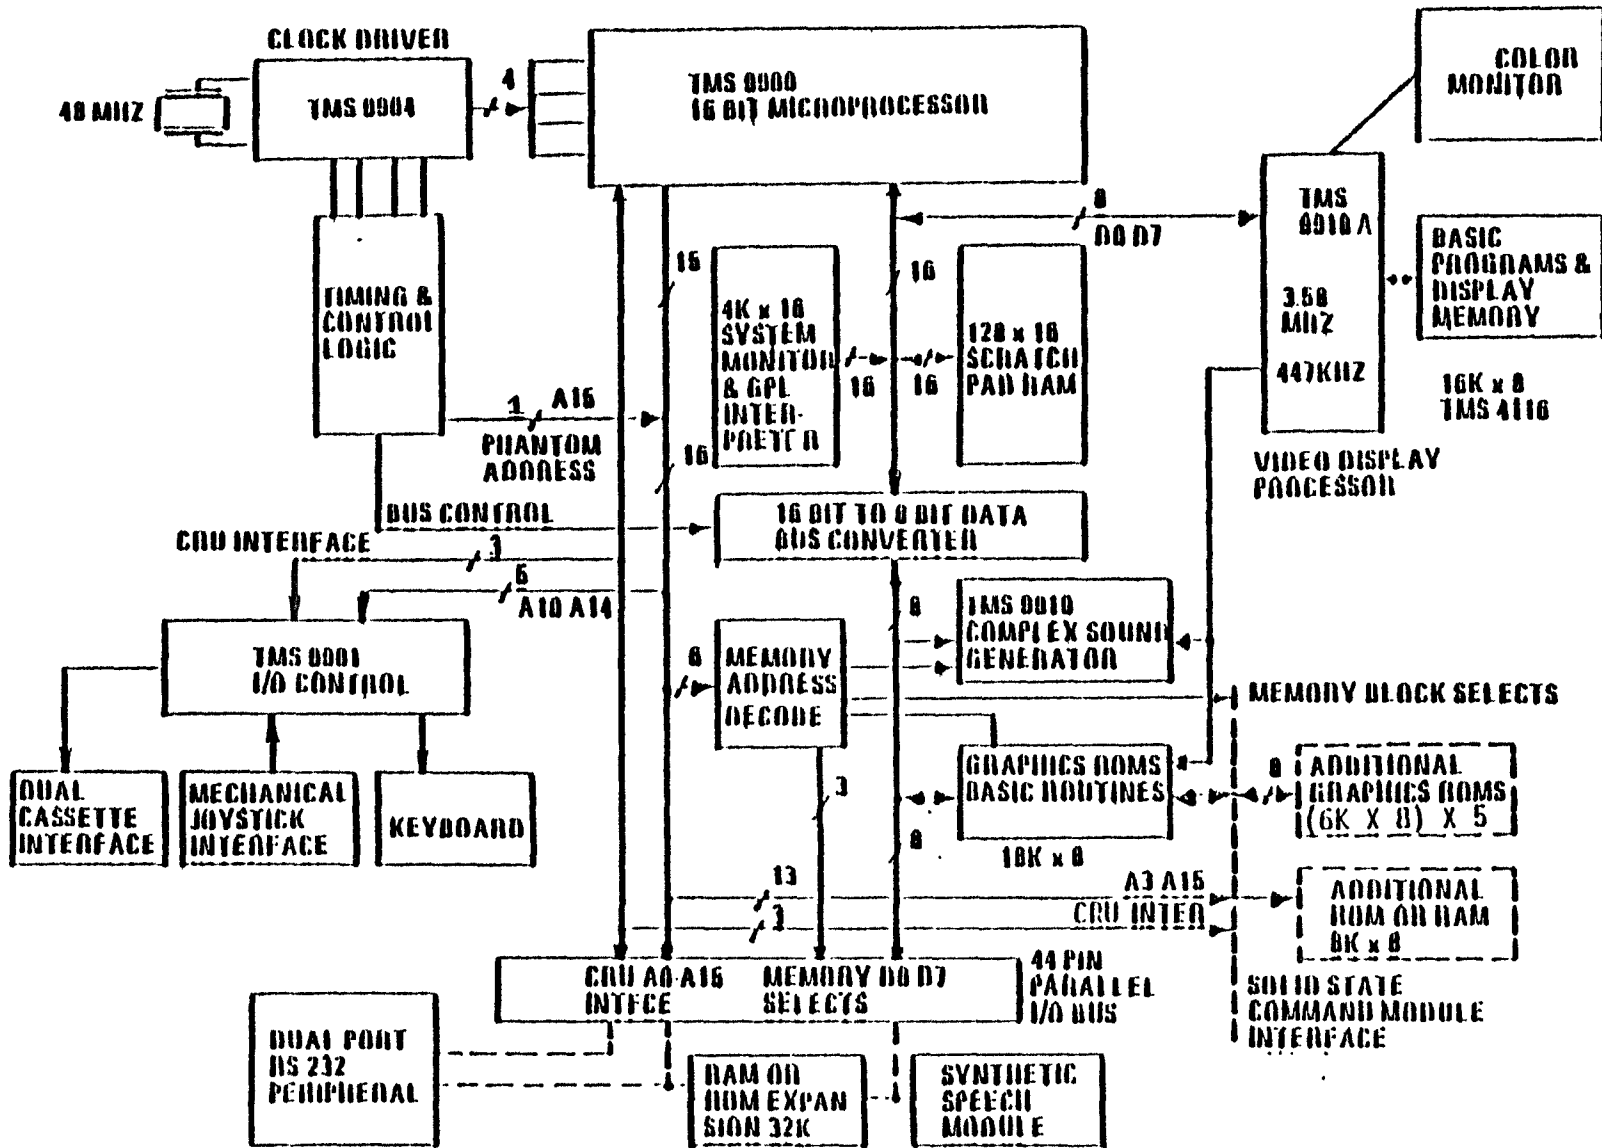 CLOCK DRIVER
48 MHZ
TMS 9904
4
TMS 9900
16 BIT MICROPROCESSOR
COLOR
MONITOR
TIMING &
CONTROL
LOGIC
15
4K x 16
SYSTEM
MONITOR
& GPL
INTER-
PRETER
16
16
16
128 x 16
SCRATCH
PAD RAM
8
D0 D7
TMS
9918 A
3.58
MHZ
447KHZ
BASIC
PROGRAMS &
DISPLAY
MEMORY
16K x 8
TMS 4116
VIDEO DISPLAY
PROCESSOR
1
A15
PHANTOM
ADDRESS
16
BUS CONTROL
16 BIT TO 8 BIT DATA
BUS CONVERTER
CRU INTERFACE
3
5
A10 A14
TMS 9901
I/O CONTROL
DUAL
CASSETTE
INTERFACE
MECHANICAL
JOYSTICK
INTERFACE
KEYBOARD
6
MEMORY
ADDRESS
DECODE
8
TMS 9919
COMPLEX SOUND
GENERATOR
MEMORY BLOCK SELECTS
3
GRAPHICS ROMS
BASIC ROUTINES
18K x 8
8
8
ADDITIONAL
GRAPHICS ROMS
(6K X 8) X 5
13
A3 A15
3
CRU INTER
ADDITIONAL
ROM OR RAM
8K x 8
CRU A0-A15
INTFCE
MEMORY D0 D7
SELECTS
44 PIN
PARALLEL
I/O BUS
SOLID STATE
COMMAND MODULE
INTERFACE
DUAL PORT
RS 232
PERIPHERAL
RAM OR
ROM EXPAN
SION 32K
SYNTHETIC
SPEECH
MODULE